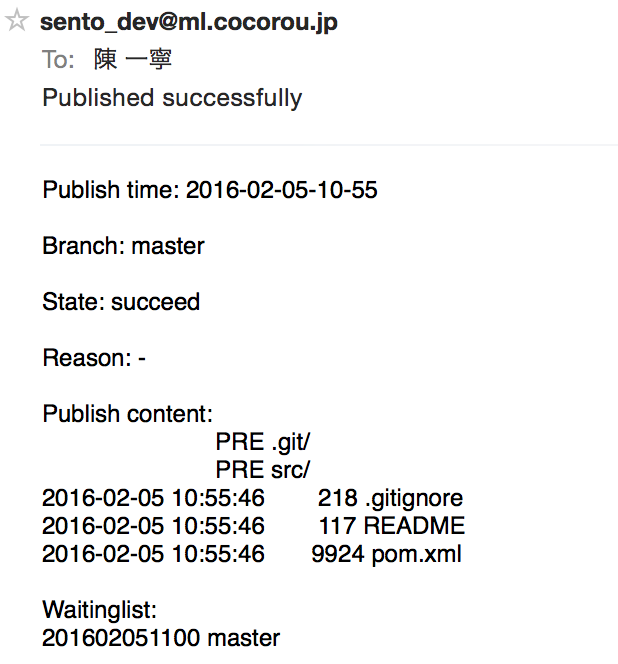 sento_dev@ml.cocorou.jp
To: 陳 一寧
Published successfully
Publish time: 2016-02-05-10-55
Branch: master
State: succeed
Reason: -
Publish content:
PRE .git/
PRE src/
2016-02-05 10:55:46 218 .gitignore
2016-02-05 10:55:46 117 README
2016-02-05 10:55:46 9924 pom.xml
Waitinglist:
201602051100 master